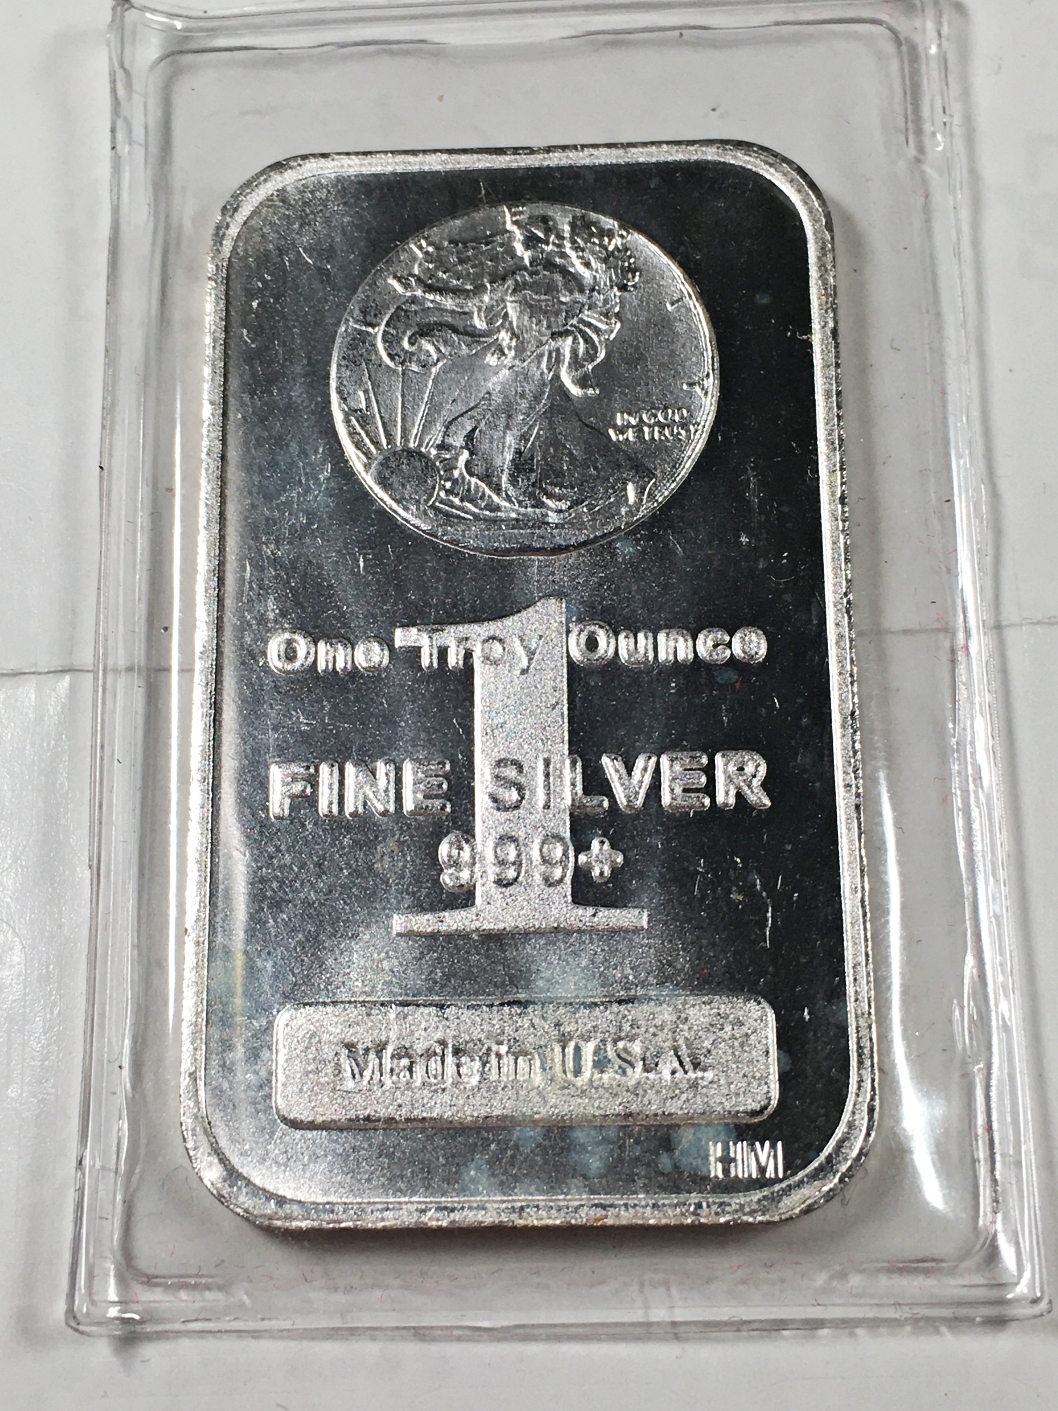 IN GOD
WE TRUST
One Troy Ounce
1
FINE SILVER
999+
Made in U.S.A.
HM